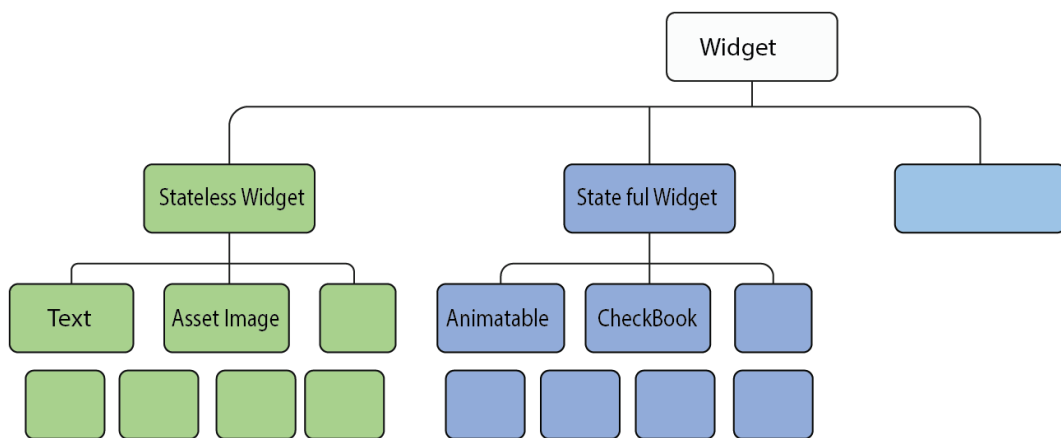 Widget
Stateless Widget
State ful Widget
Text
Asset Image
Animatable
CheckBook